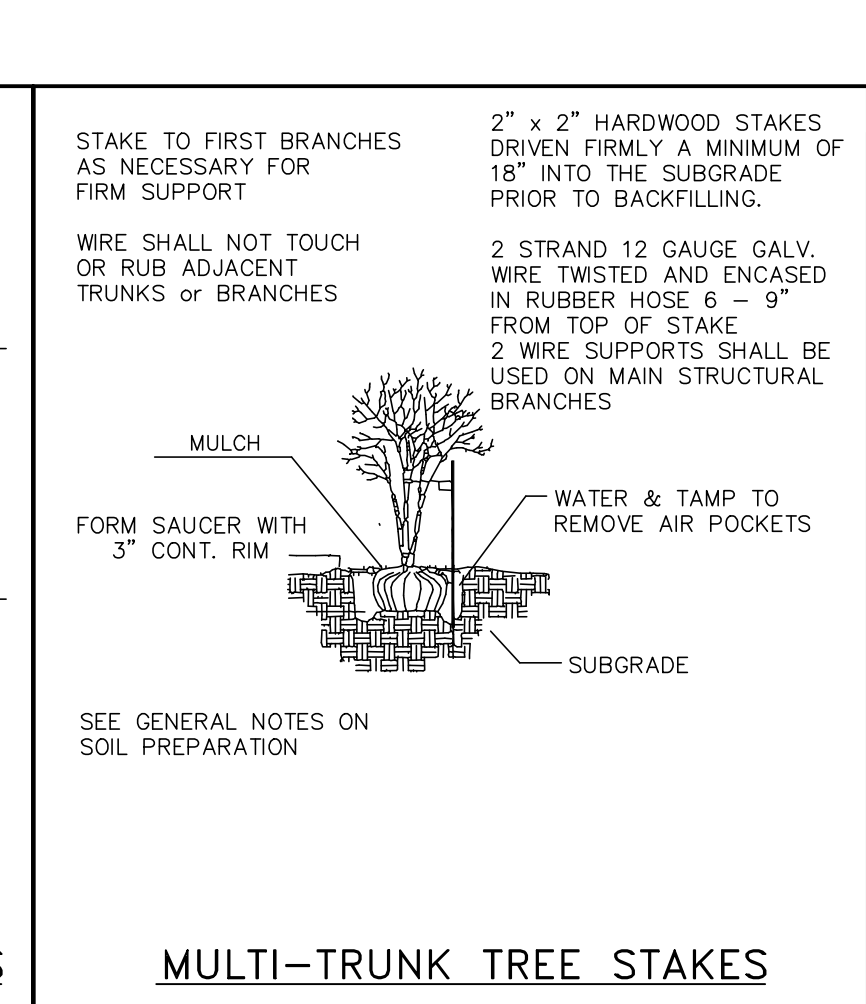 STAKE TO FIRST BRANCHES
AS NECESSARY FOR
FIRM SUPPORT
WIRE SHALL NOT TOUCH
OR RUB ADJACENT
TRUNKS or BRANCHES
2" x 2" HARDWOOD STAKES
DRIVEN FIRMLY A MINIMUM OF
18" INTO THE SUBGRADE
PRIOR TO BACKFILLING.
2 STRAND 12 GAUGE GALV.
WIRE TWISTED AND ENCASED
IN RUBBER HOSE 6 – 9"
FROM TOP OF STAKE
2 WIRE SUPPORTS SHALL BE
USED ON MAIN STRUCTURAL
BRANCHES
MULCH
FORM SAUCER WITH
3" CONT. RIM
WATER & TAMP TO
REMOVE AIR POCKETS
SUBGRADE
SEE GENERAL NOTES ON
SOIL PREPARATION
MULTI–TRUNK TREE STAKES